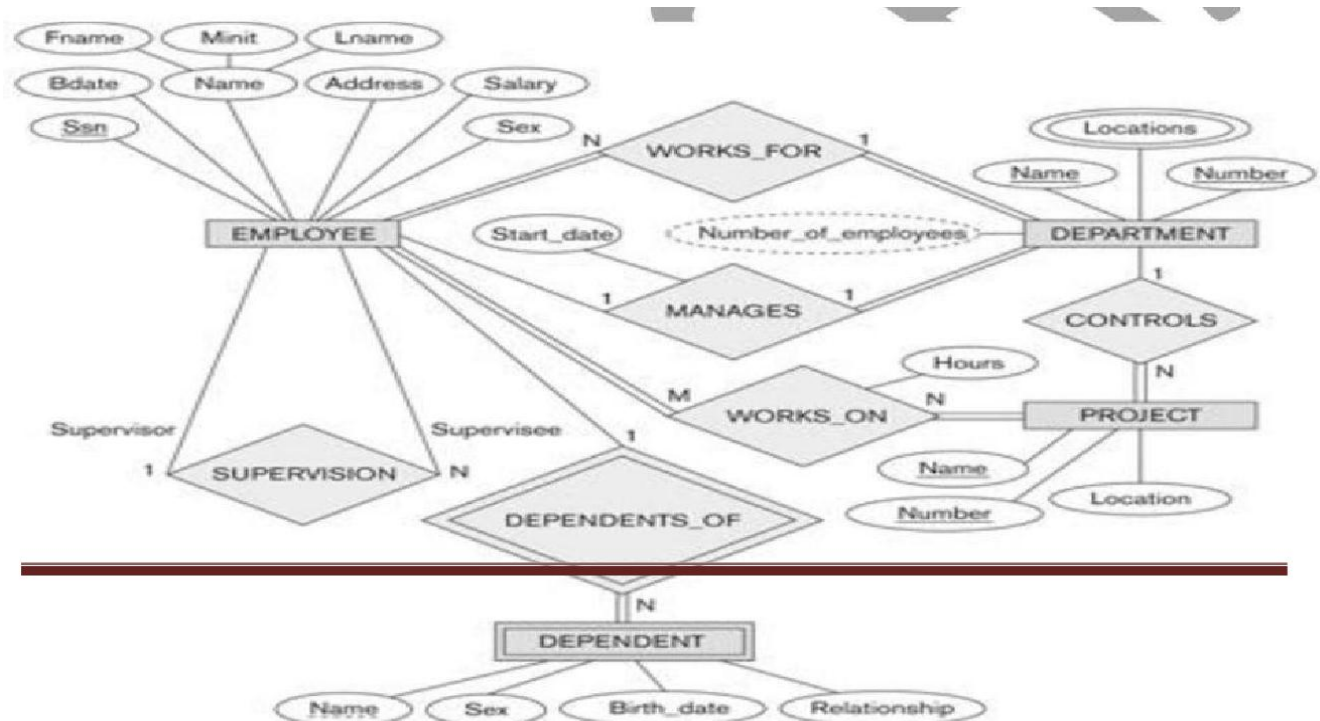 Fname Minit Lname
Bdate Name Address Salary
Ssn Sex
N WORKS_FOR 1
Locations
Name Number
EMPLOYEE Start_date Number_of_employees DEPARTMENT
1 MANAGES 1
1
CONTROLS
N
Hours
M WORKS_ON N PROJECT
Supervisor Supervisee
1 SUPERVISION N
1
Name
Number Location
DEPENDENTS_OF
N
DEPENDENT
Name Sex Birth_date Relationship